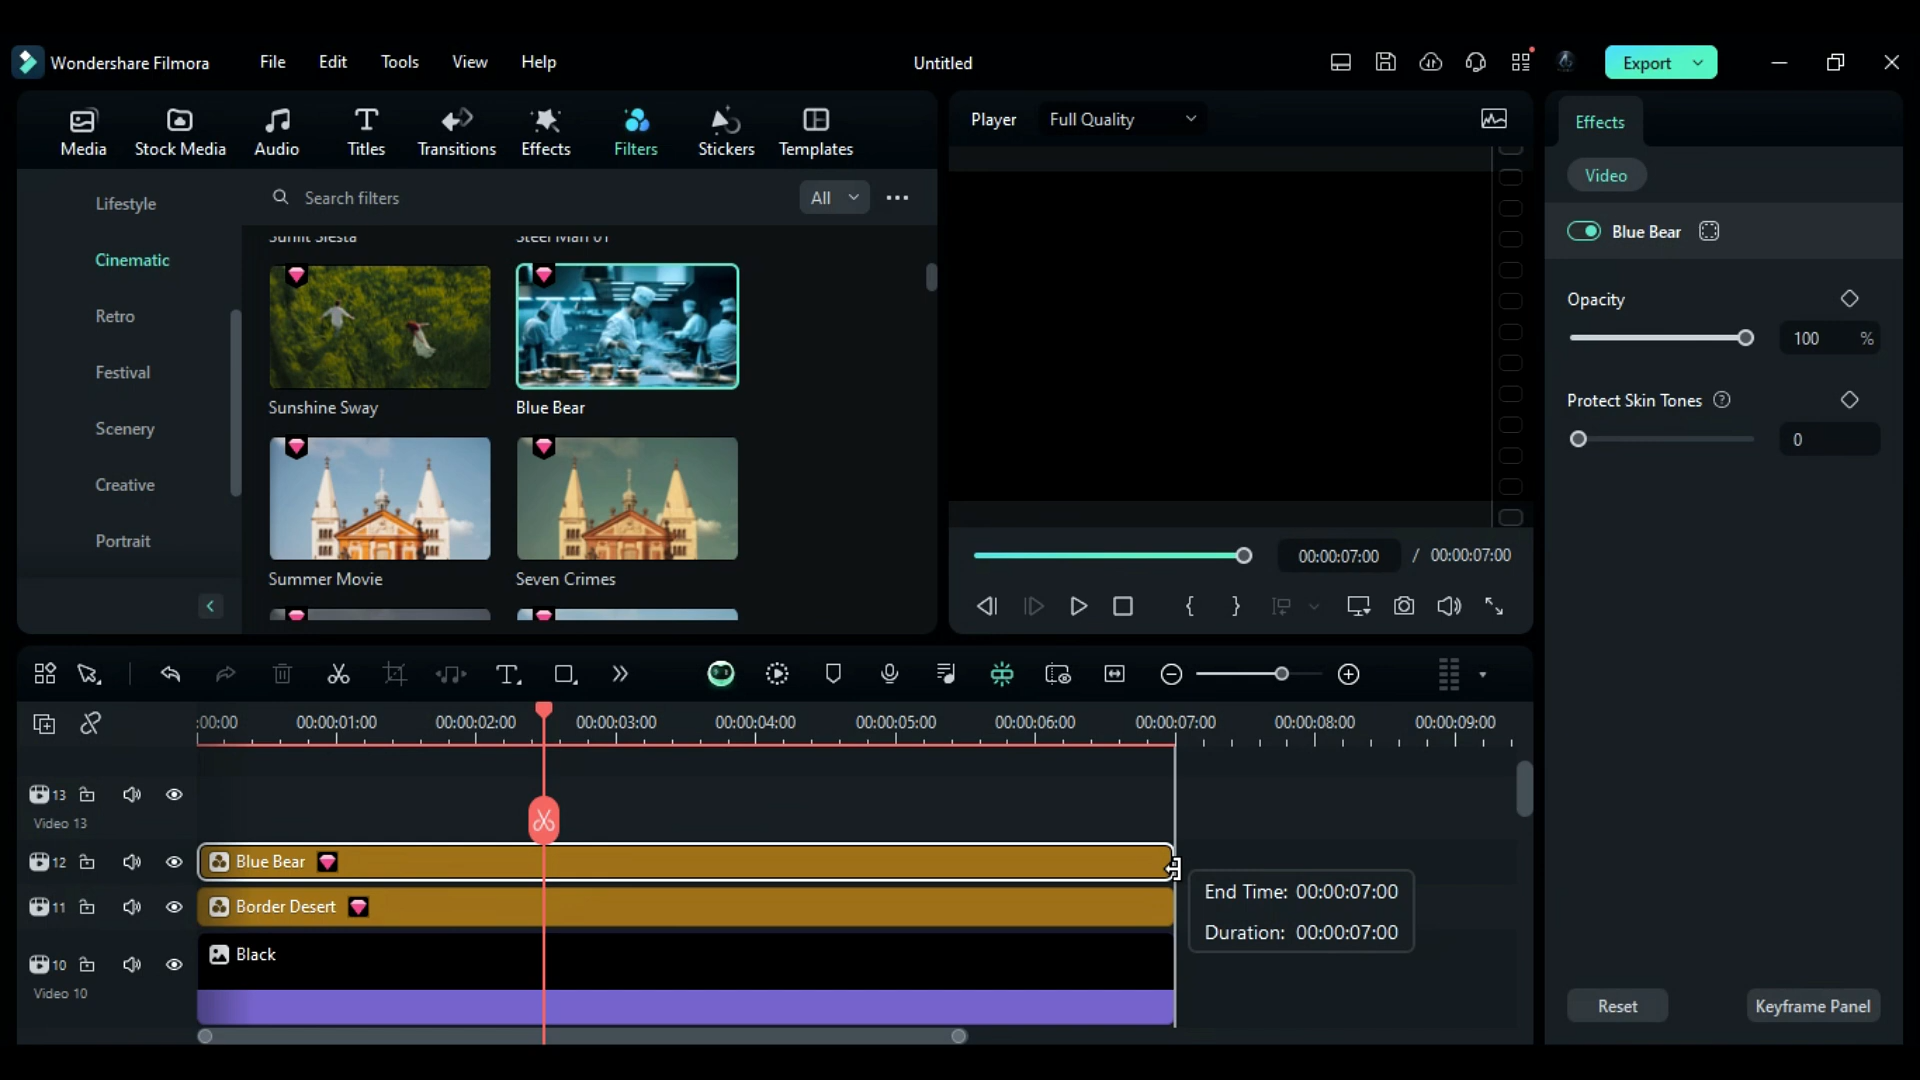 Wondershare Filmora File Edit Tools View Help Untitled Export
Media Stock Media Audio Titles Transitions Effects Filters Stickers Templates
Player Full Quality
Effects
Video
Lifestyle
Cinematic
Retro
Festival
Scenery
Creative
Portrait
Search filters All
Sunlit Siesta Steel Man 01
Sunshine Sway Blue Bear
Summer Movie Seven Crimes
00:00:07:00 / 00:00:07:00
Blue Bear
Opacity
100 %
Protect Skin Tones
0
:00:00 00:00:01:00 00:00:02:00 00:00:03:00 00:00:04:00 00:00:05:00 00:00:06:00 00:00:07:00 00:00:08:00 00:00:09:00
13
Video 13
12 Blue Bear
11 Border Desert
10 Black
Video 10
End Time: 00:00:07:00
Duration: 00:00:07:00
Reset Keyframe Panel